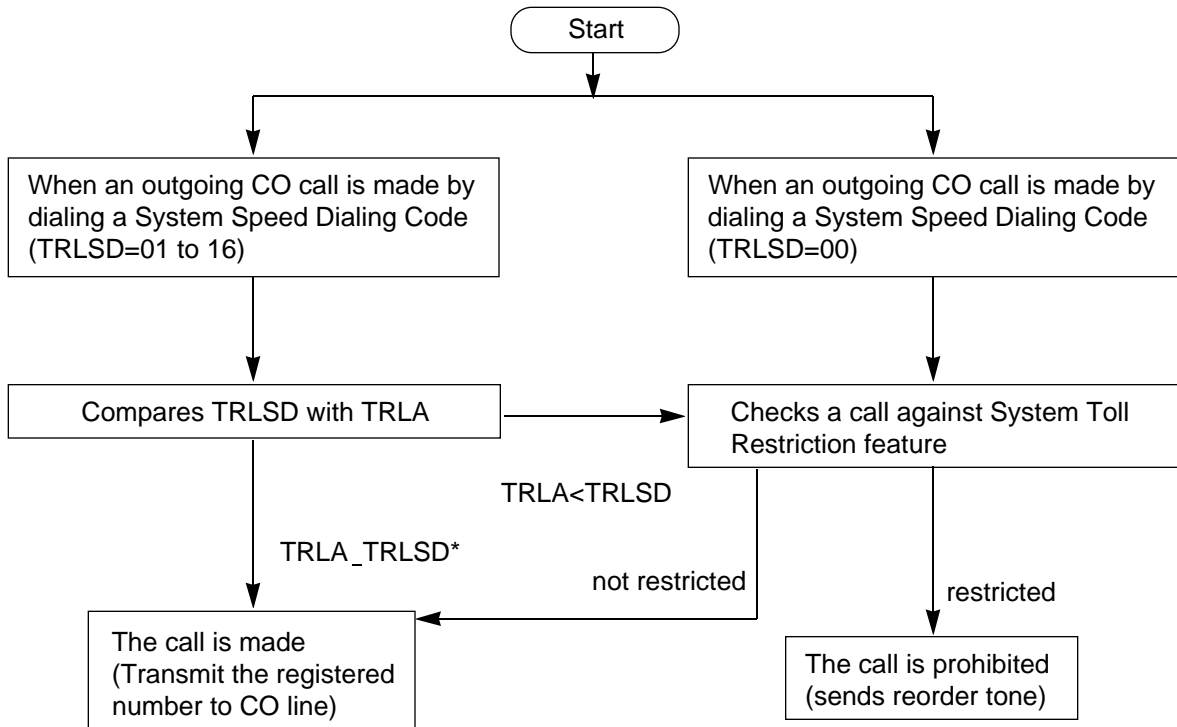 Start
When an outgoing CO call is made by
dialing a System Speed Dialing Code
(TRLSD=01 to 16)
When an outgoing CO call is made by
dialing a System Speed Dialing Code
(TRLSD=00)
Compares TRLSD with TRLA
Checks a call against System Toll
Restriction feature
TRLA<TRLSD
TRLA_TRLSD*
not restricted
restricted
The call is made
(Transmit the registered
number to CO line)
The call is prohibited
(sends reorder tone)